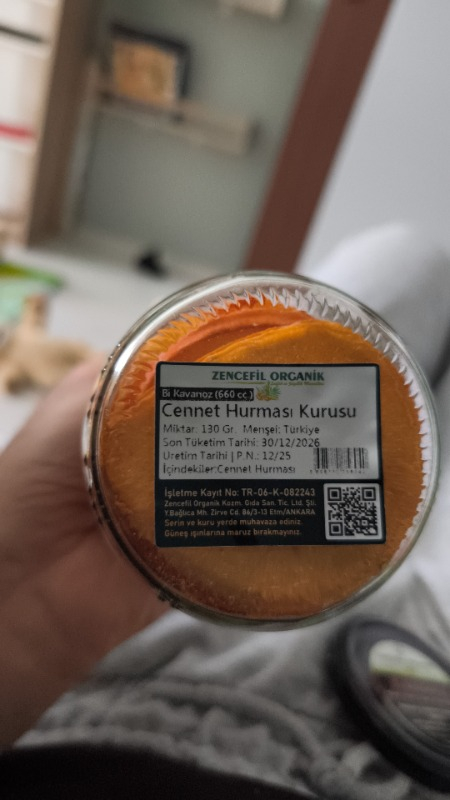 ZENCEFİL ORGANİK
Bi Kavanoz (660 cc.)
Cennet Hurması Kurusu
Miktar: 130 Gr. Menşei: Türkiye
Son Tüketim Tarihi: 30/12/2026
Üretim Tarihi | P.N.: 12/25
İçindekiler:Cennet Hurması
İşletme Kayıt No: TR-06-K-082243
Zencefil Organik Kozm. Gıda San. Tic. Ltd. Şti.
Y.Bağlıca Mh. Zirve Cd. B6/3-13 Etm/ANKARA
Serin ve kuru yerde muhavaza ediniz.
Güneş ışınlarına maruz bırakmayınız.